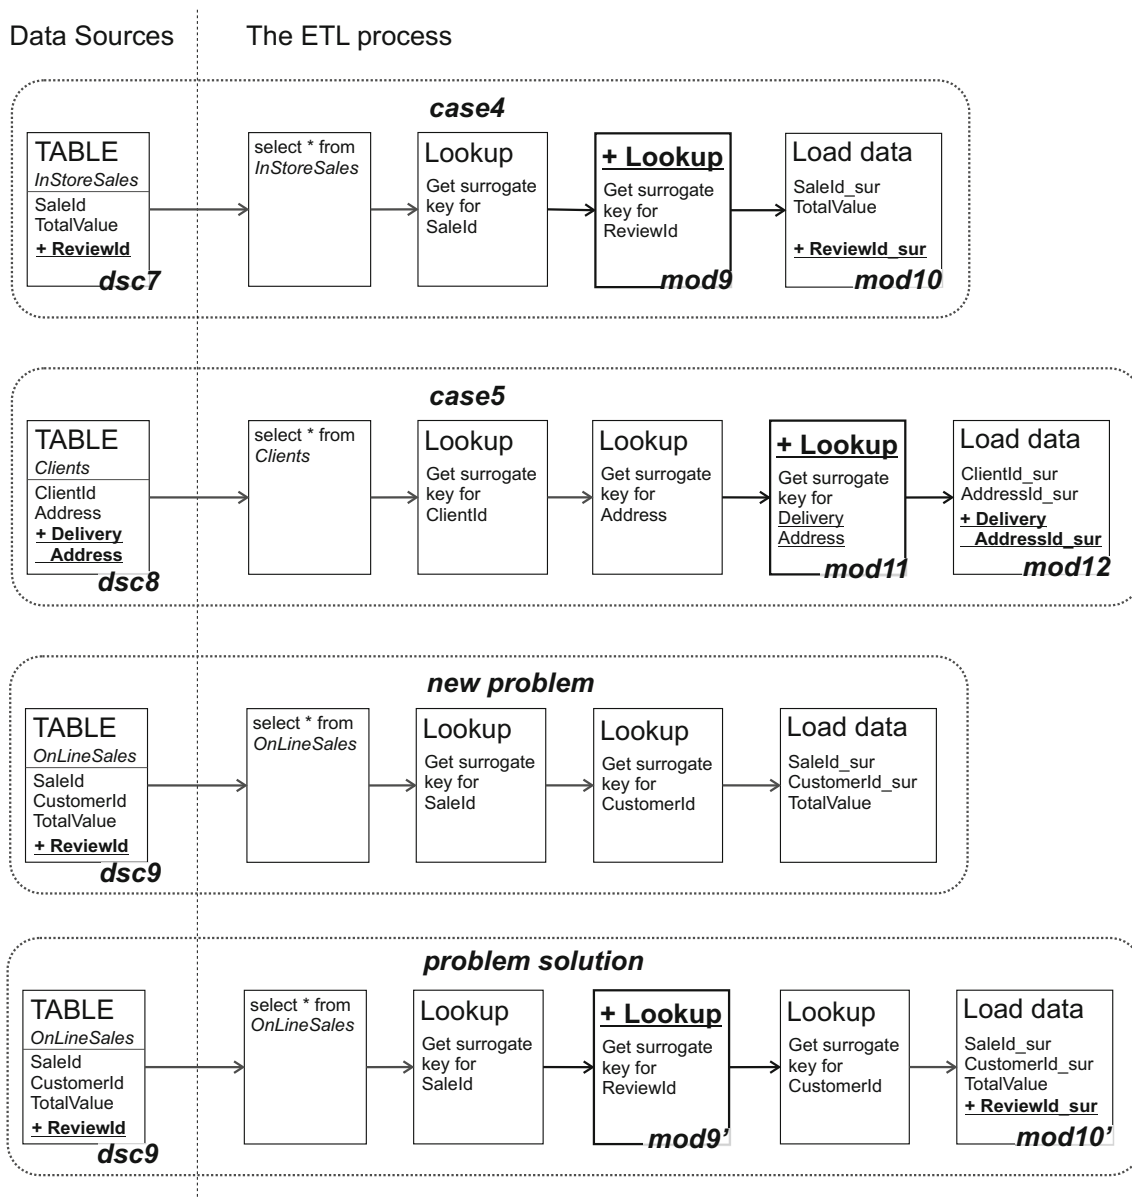 Data Sources
The ETL process
case4
TABLE
InStoreSales
SaleId
TotalValue
+ ReviewId
dsc7
select * from
InStoreSales
Lookup
Get surrogate
key for
SaleId
+ Lookup
Get surrogate
key for
ReviewId
mod9
Load data
SaleId_sur
TotalValue
+ ReviewId_sur
mod10
case5
TABLE
Clients
ClientId
Address
+ Delivery
Address
dsc8
select * from
Clients
Lookup
Get surrogate
key for
ClientId
Lookup
Get surrogate
key for
Address
+ Lookup
Get surrogate
key for
Delivery
Address
mod11
Load data
ClientId_sur
AddressId_sur
+ Delivery
AddressId_sur
mod12
new problem
TABLE
OnLineSales
SaleId
CustomerId
TotalValue
+ ReviewId
dsc9
select * from
OnLineSales
Lookup
Get surrogate
key for
SaleId
Lookup
Get surrogate
key for
CustomerId
Load data
SaleId_sur
CustomerId_sur
TotalValue
problem solution
TABLE
OnLineSales
SaleId
CustomerId
TotalValue
+ ReviewId
dsc9
select * from
OnLineSales
Lookup
Get surrogate
key for
SaleId
+ Lookup
Get surrogate
key for
ReviewId
mod9’
Lookup
Get surrogate
key for
CustomerId
Load data
SaleId_sur
CustomerId_sur
TotalValue
+ ReviewId_sur
mod10’